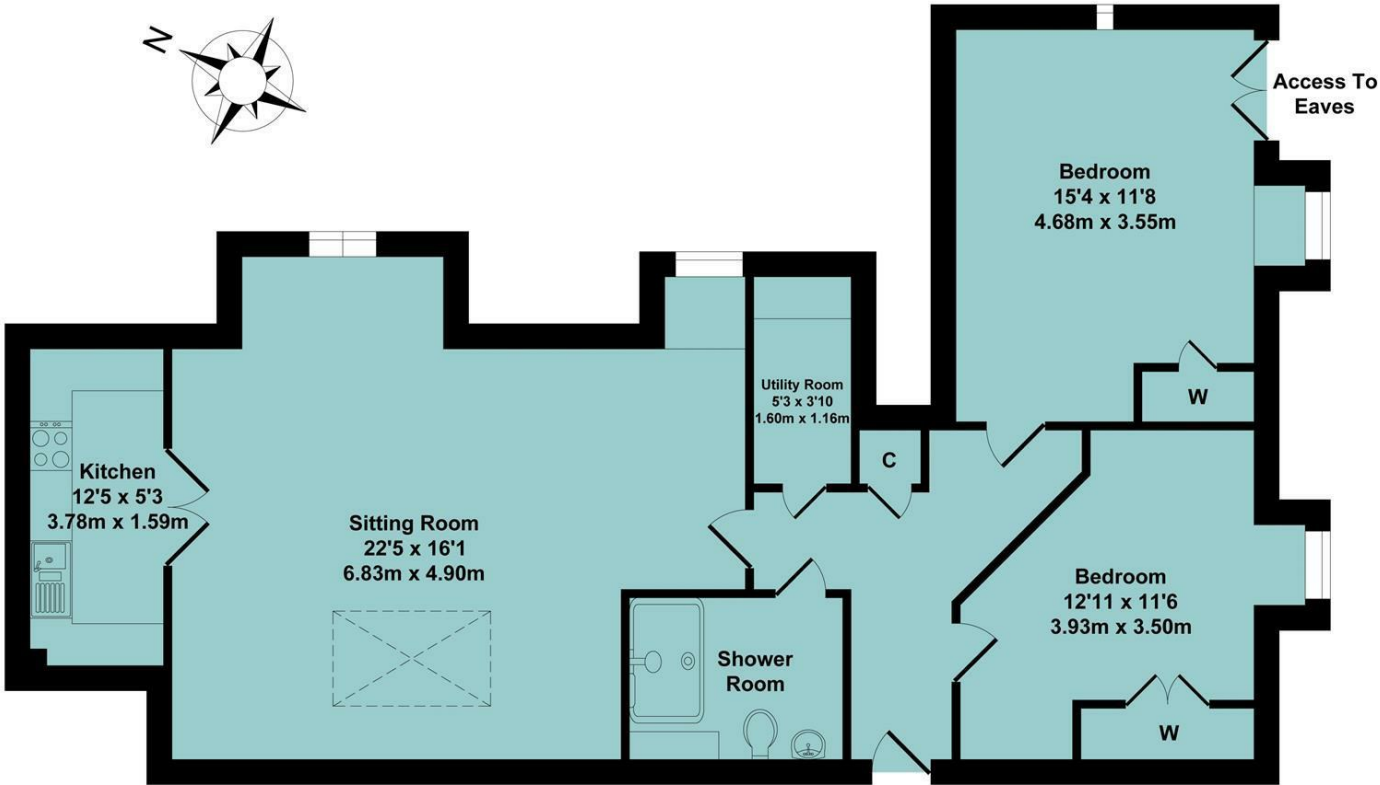 N
Access To
Eaves
Bedroom
15'4 x 11'8
4.68m x 3.55m
W
Utility Room
5'3 x 3'10
1.60m x 1.16m
C
Kitchen
12'5 x 5'3
3.78m x 1.59m
Sitting Room
22'5 x 16'1
6.83m x 4.90m
Bedroom
12'11 x 11'6
3.93m x 3.50m
Shower
Room
W